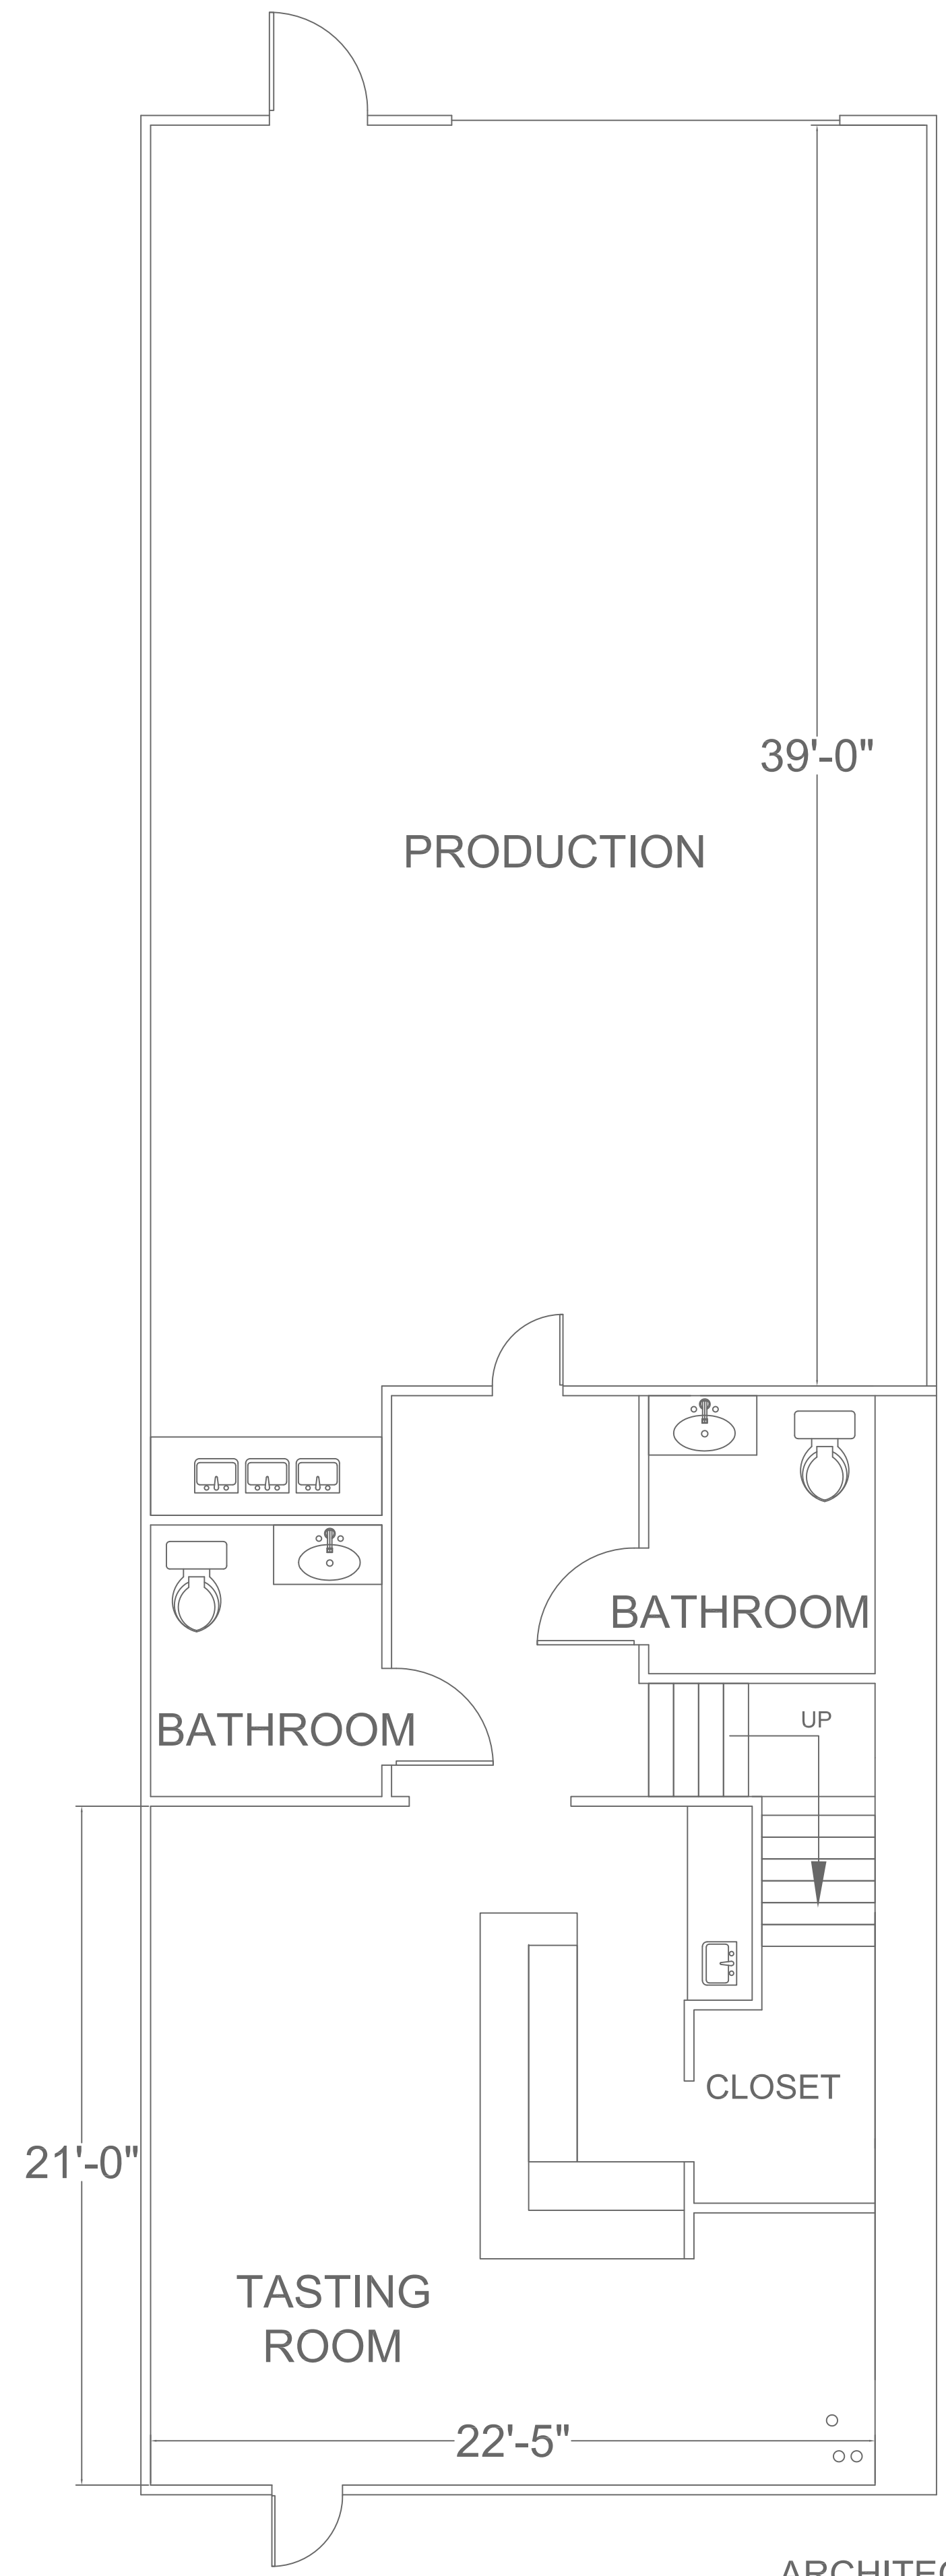 39'-0"
PRODUCTION
BATHROOM
BATHROOM
UP
CLOSET
21'-0"
TASTING
ROOM
22'-5"